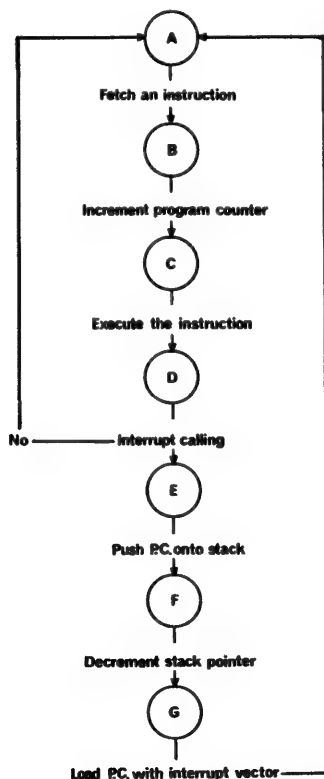 A
Fetch an instruction
B
Increment program counter
C
Execute the instruction
D
No Interrupt calling
E
Push P.C. onto stack
F
Decrement stack pointer
G
Load P.C. with interrupt vector